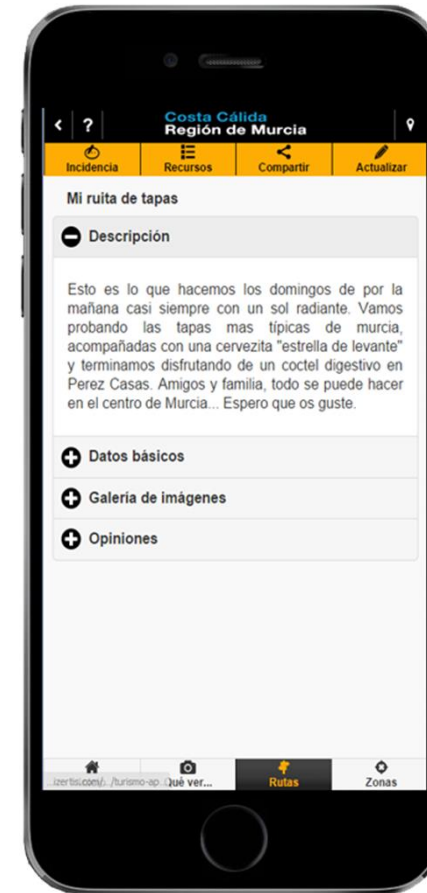 ?
Costa Cálida
Región de Murcia
Incidencia Recursos Compartir Actualizar
Mi ruita de tapas
Descripción
Esto es lo que hacemos los domingos de por la
mañana casi siempre con un sol radiante. Vamos
probando las tapas mas típicas de murcia,
acompañadas con una cervezita "estrella de levante"
y terminamos disfrutando de un coctel digestivo en
Perez Casas. Amigos y familia, todo se puede hacer
en el centro de Murcia... Espero que os guste.
Datos básicos
Galería de imágenes
Opiniones
ver... Rutas Zonas